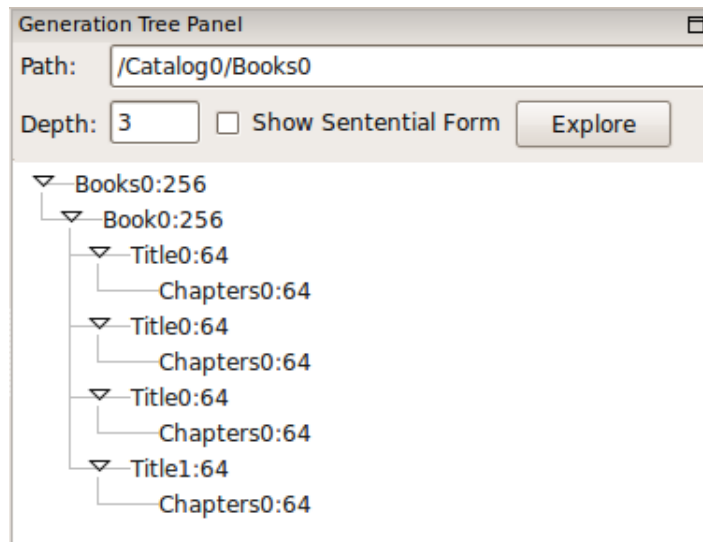 Generation Tree Panel
Path: /Catalog0/Books0
Depth: 3 Show Sentential Form Explore
Books0:256
Book0:256
Title0:64
Chapters0:64
Title0:64
Chapters0:64
Title0:64
Chapters0:64
Title1:64
Chapters0:64